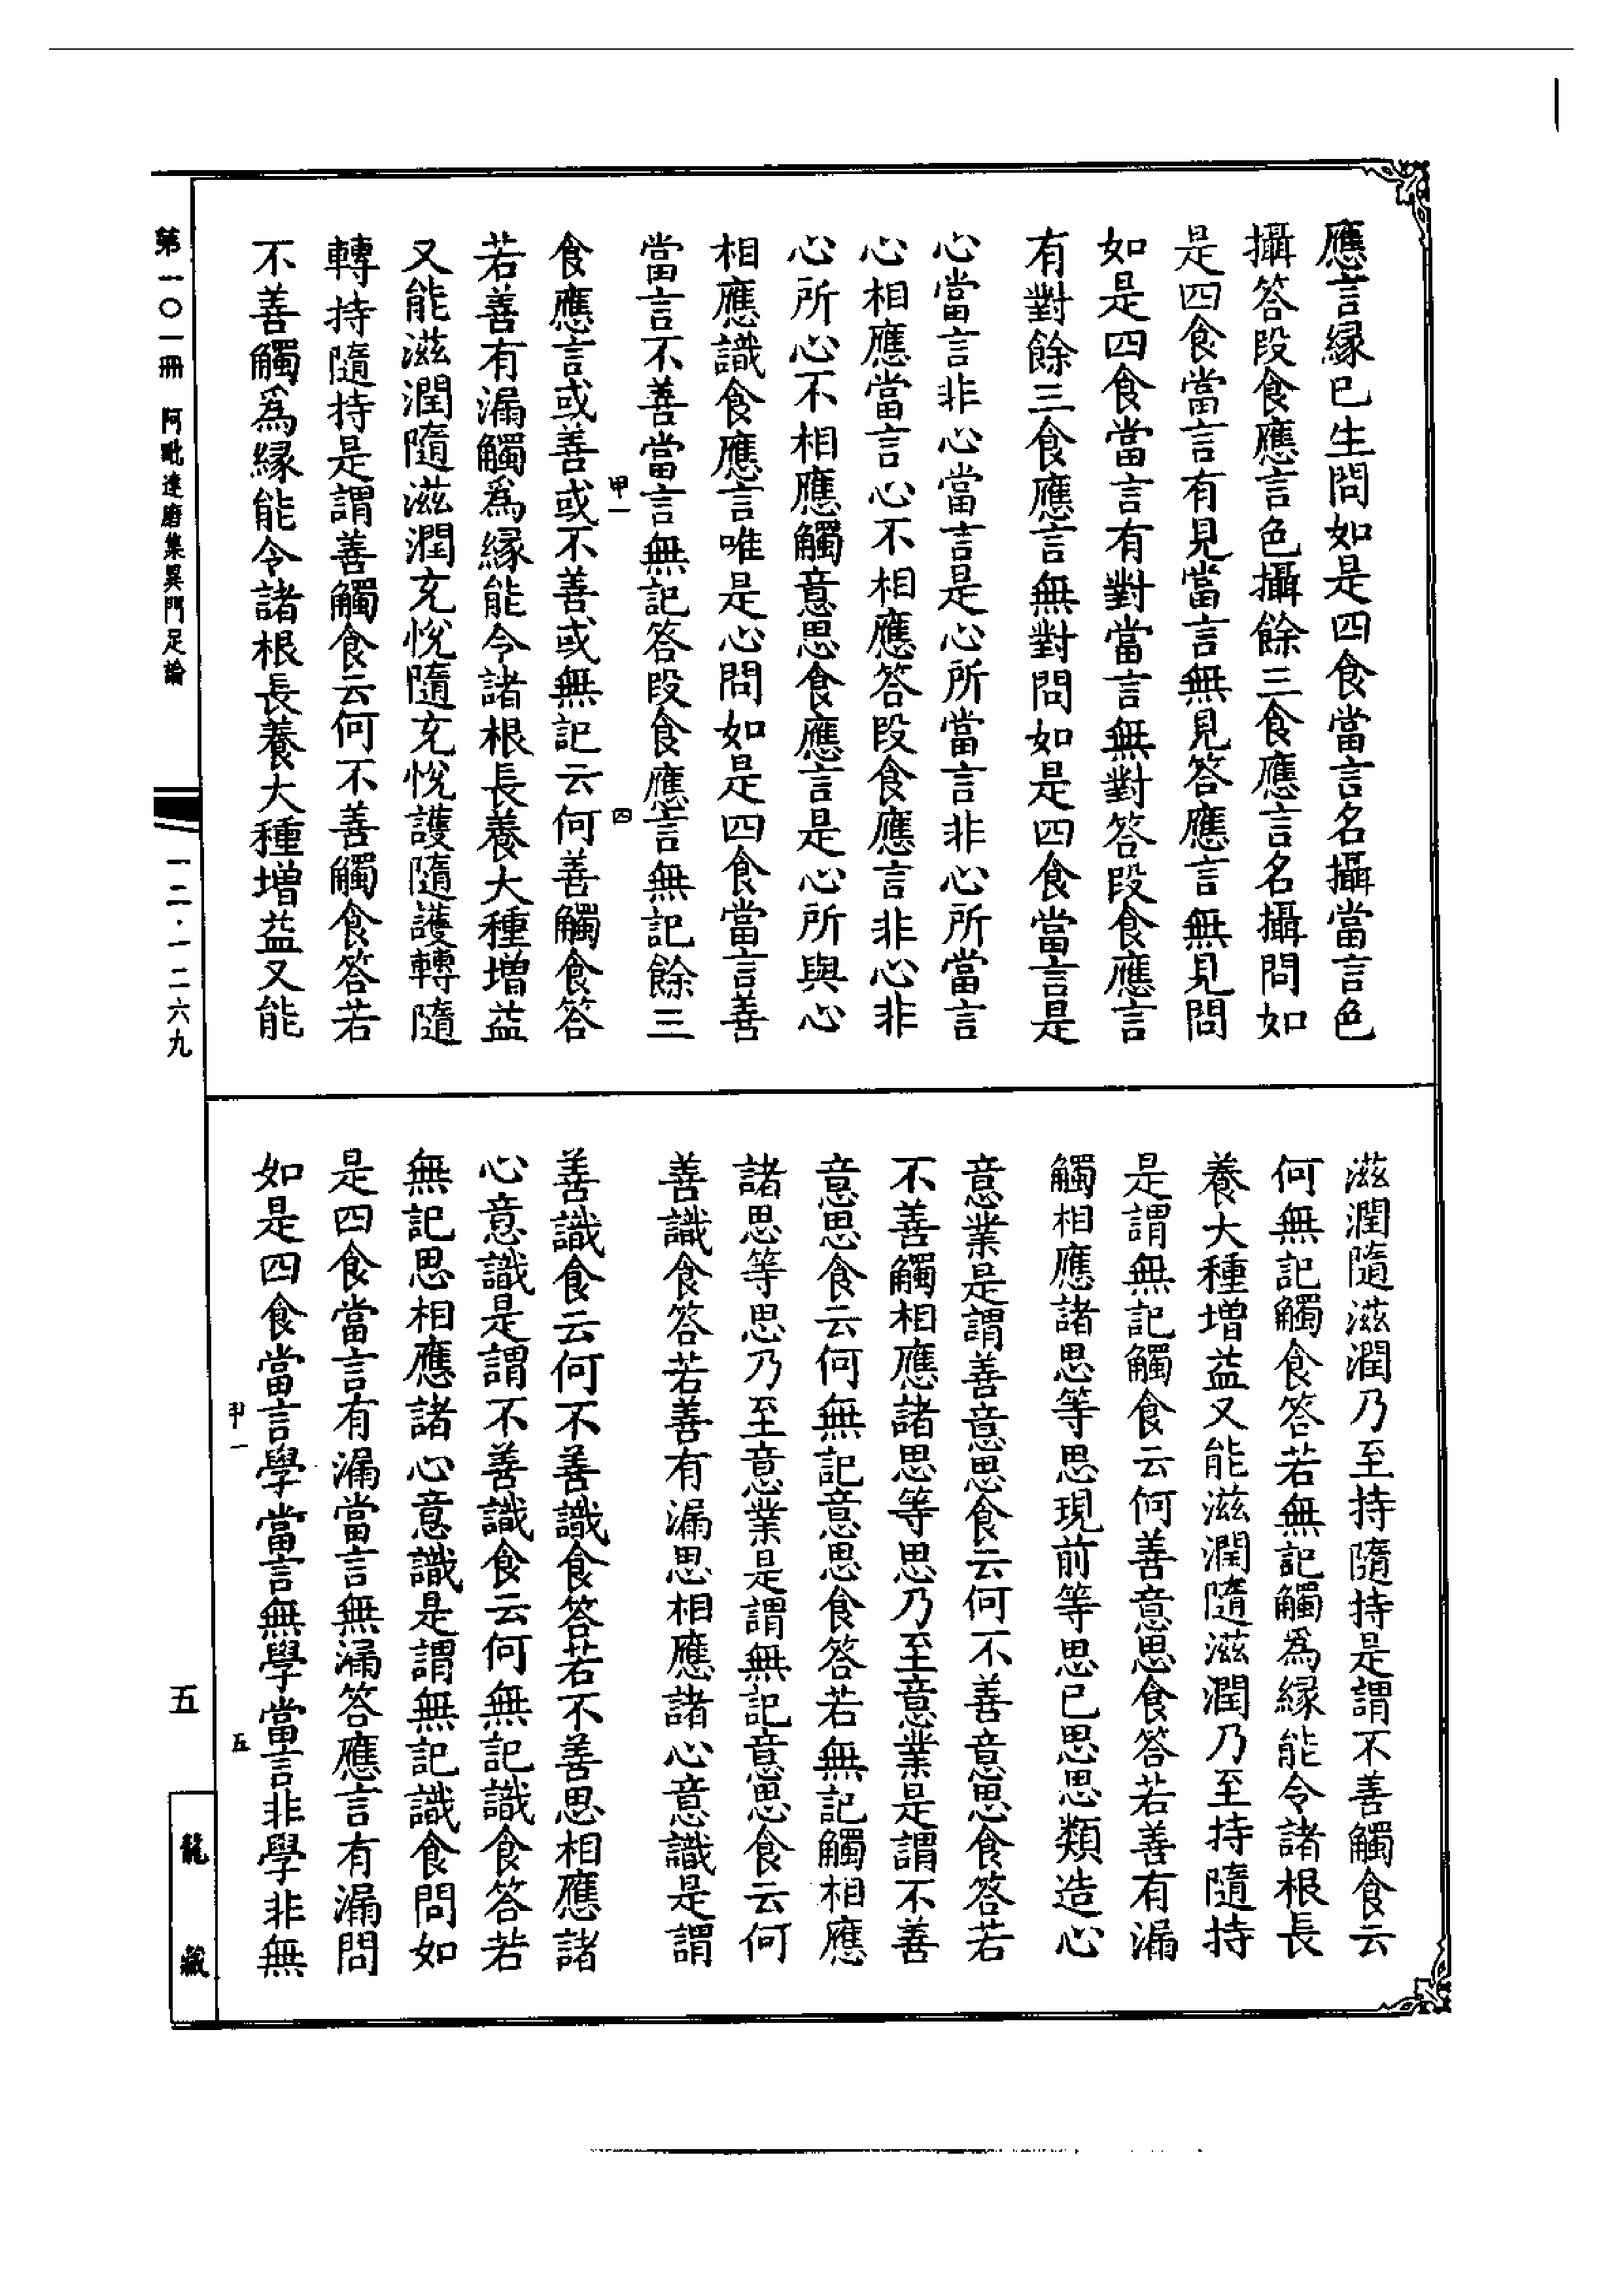 應言緣已生問如是四食當言名攝當言色
攝答段食應言色攝餘三食應言名攝問如
是四食當言有見當言無見答應言無見問
如是四食當言有對當言無對答段食應言
有對餘三食應言無對問如是四食當言是
心當言非心當言是心所當言非心所當言
心相應當言心不相應答段食應言非心非
心所心不相應觸意思食應言是心所與心
相應識食應言唯是心問如是四食當言善
當言不善當言無記答段食應言無記餘三
甲一 四
食應言或善或不善或無記云何善觸食答
若善有漏觸為緣能令諸根長養大種增益
又能滋潤隨滋潤充悅隨充悅護隨護轉隨
轉持隨持是謂善觸食云何不善觸食答若
不善觸為緣能令諸根長養大種增益又能
滋潤隨滋潤乃至持隨持是謂不善觸食云
何無記觸食答若無記觸為緣能令諸根長
養大種增益又能滋潤隨滋潤乃至持隨持
是謂無記觸食云何善意思食答若善有漏
觸相應諸思等思現前等思已思思類造心
意業是謂善意思食云何不善意思食答若
不善觸相應諸思等思乃至意業是謂不善
意思食云何無記意思食答若無記觸相應
諸思等思乃至意業是謂無記意思食云何
善識食答若善有漏思相應諸心意識是謂
善識食云何不善識食答若不善思相應諸
心意識是謂不善識食云何無記識食答若
無記思相應諸心意識是謂無記識食問如
是四食當言有漏當言無漏答應言有漏問
如是四食當言學當言無學當言非學非無
甲一 五
第一〇一冊 阿毗達磨集異門足論
一二·一二六九
五
龍藏